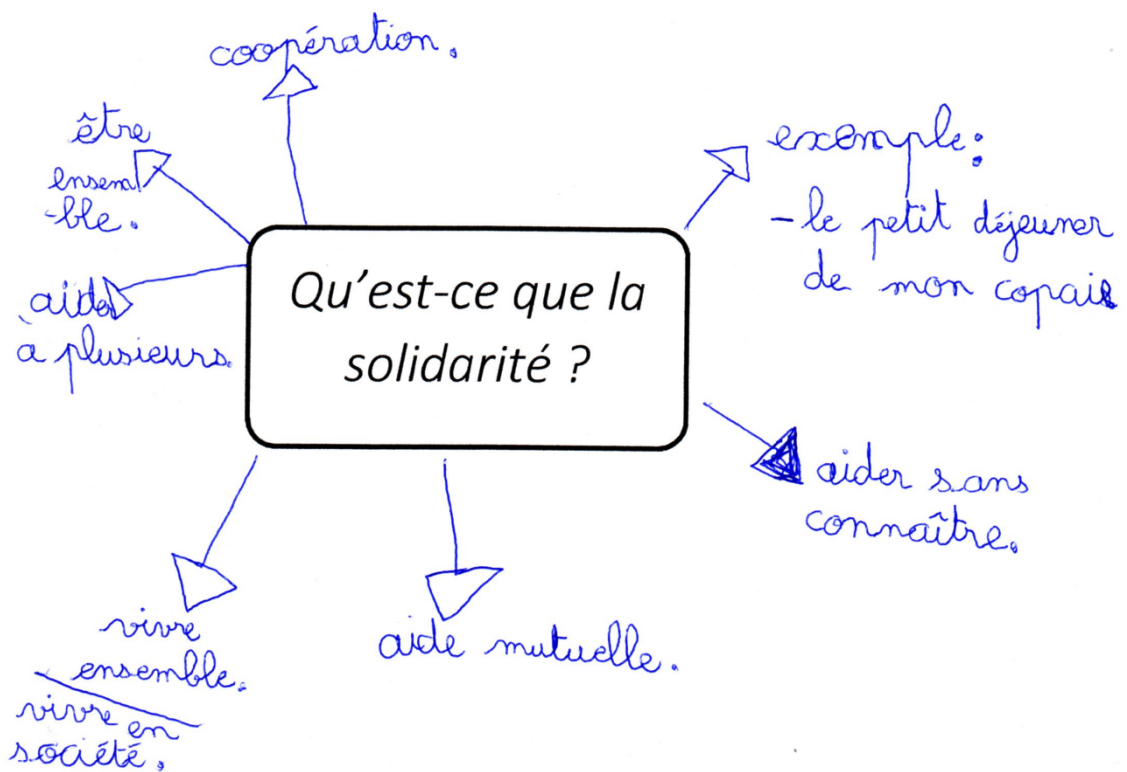 coopération.
être
ensem
-ble.
aider
à plusieurs.
Qu'est-ce que la
solidarité ?
exemple:
- le petit déjeuner
de mon copain
aider sans
connaître.
aide mutuelle.
vivre
ensemble.
vivre en
société.